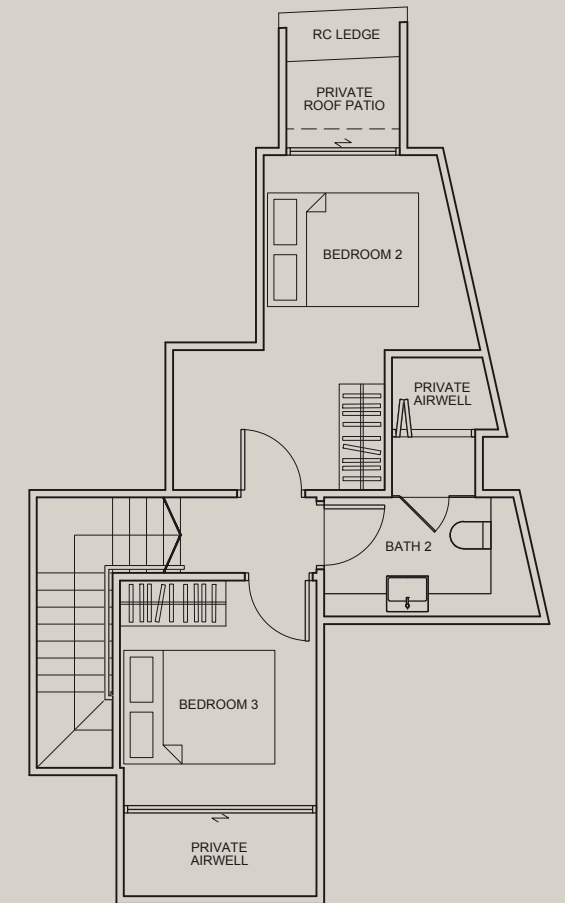 RC LEDGE
PRIVATE
ROOF PATIO
BEDROOM 2
PRIVATE
AIRWELL
BATH 2
BEDROOM 3
PRIVATE
AIRWELL